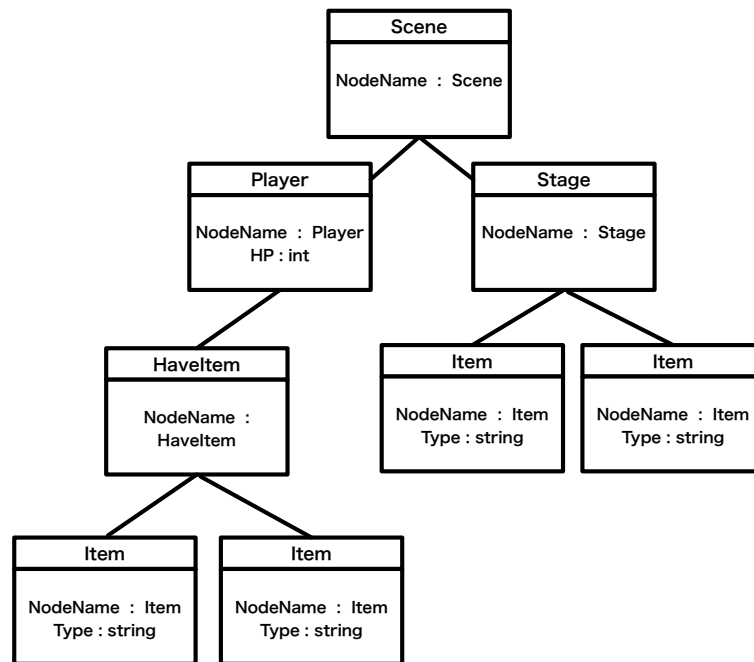 Scene
NodeName : Scene
Player
NodeName : Player
HP : int
Stage
NodeName : Stage
HaveItem
NodeName :
HaveItem
Item
NodeName : Item
Type : string
Item
NodeName : Item
Type : string
Item
NodeName : Item
Type : string
Item
NodeName : Item
Type : string